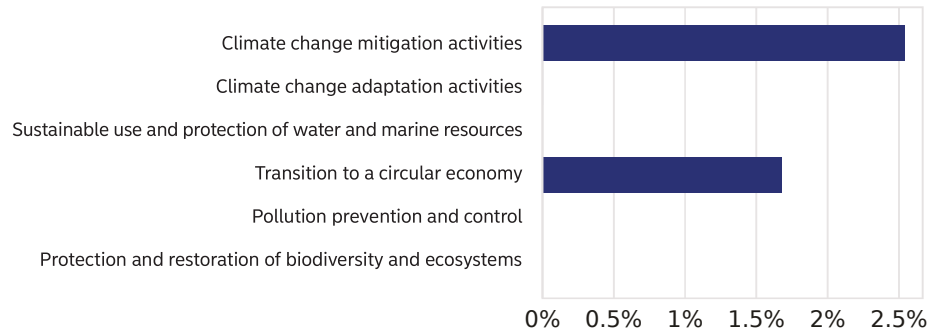 Climate change mitigation activities
Climate change adaptation activities
Sustainable use and protection of water and marine resources
Transition to a circular economy
Pollution prevention and control
Protection and restoration of biodiversity and ecosystems
0% 0.5% 1% 1.5% 2% 2.5%